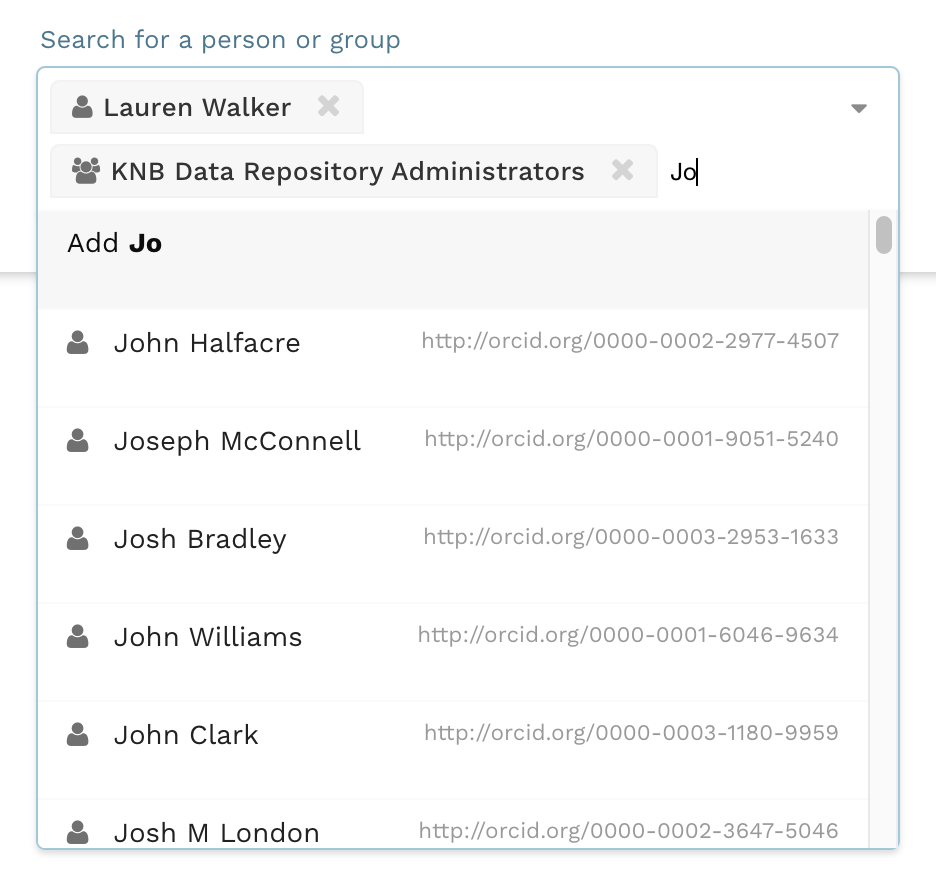 Search for a person or group
Lauren Walker
KNB Data Repository Administrators Jo
Add Jo
John Halfacre http://orcid.org/0000-0002-2977-4507
Joseph McConnell http://orcid.org/0000-0001-9051-5240
Josh Bradley http://orcid.org/0000-0003-2953-1633
John Williams http://orcid.org/0000-0001-6046-9634
John Clark http://orcid.org/0000-0003-1180-9959
Josh M London http://orcid.org/0000-0002-3647-5046